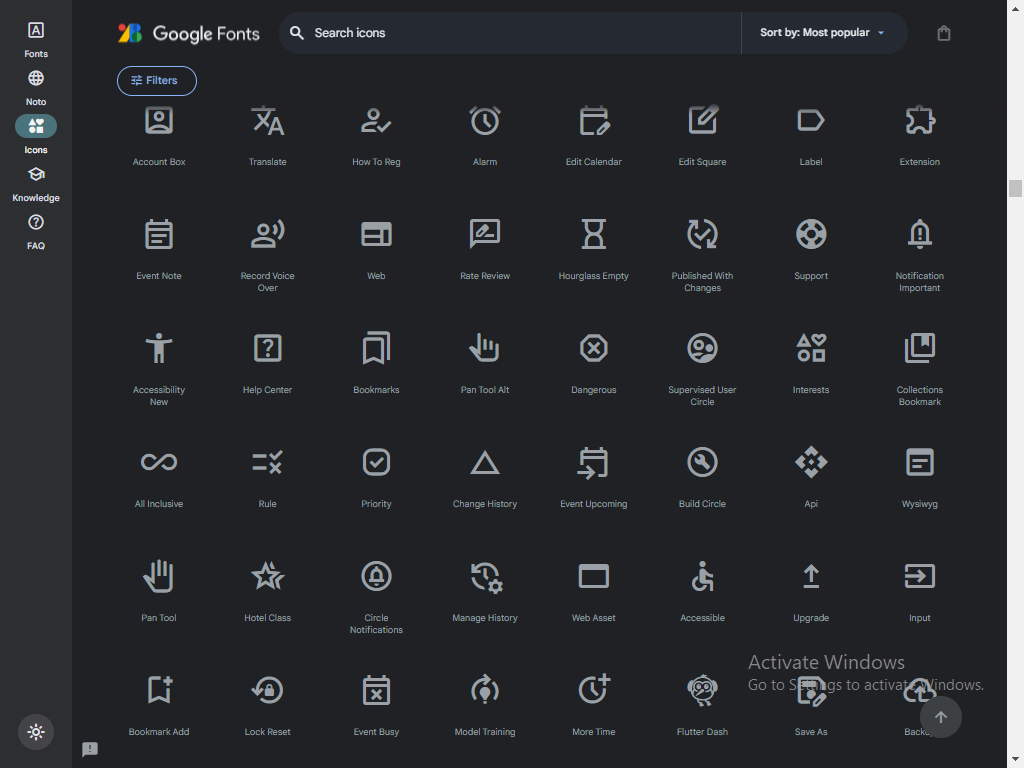 Google Fonts
Search icons
Sort by: Most popular
Filters
Fonts
Noto
Icons
Knowledge
FAQ
Account Box
Translate
How To Reg
Alarm
Edit Calendar
Edit Square
Label
Extension
Event Note
Record Voice
Over
Web
Rate Review
Hourglass Empty
Published With
Changes
Support
Notification
Important
Accessibility
New
Help Center
Bookmarks
Pan Tool Alt
Dangerous
Supervised User
Circle
Interests
Collections
Bookmark
All Inclusive
Rule
Priority
Change History
Event Upcoming
Build Circle
Api
Wysiwyg
Pan Tool
Hotel Class
Circle
Notifications
Manage History
Web Asset
Accessible
Upgrade
Input
Activate Windows
Go to Settings to activate Windows.
Bookmark Add
Lock Reset
Event Busy
Model Training
More Time
Flutter Dash
Save As
Backup